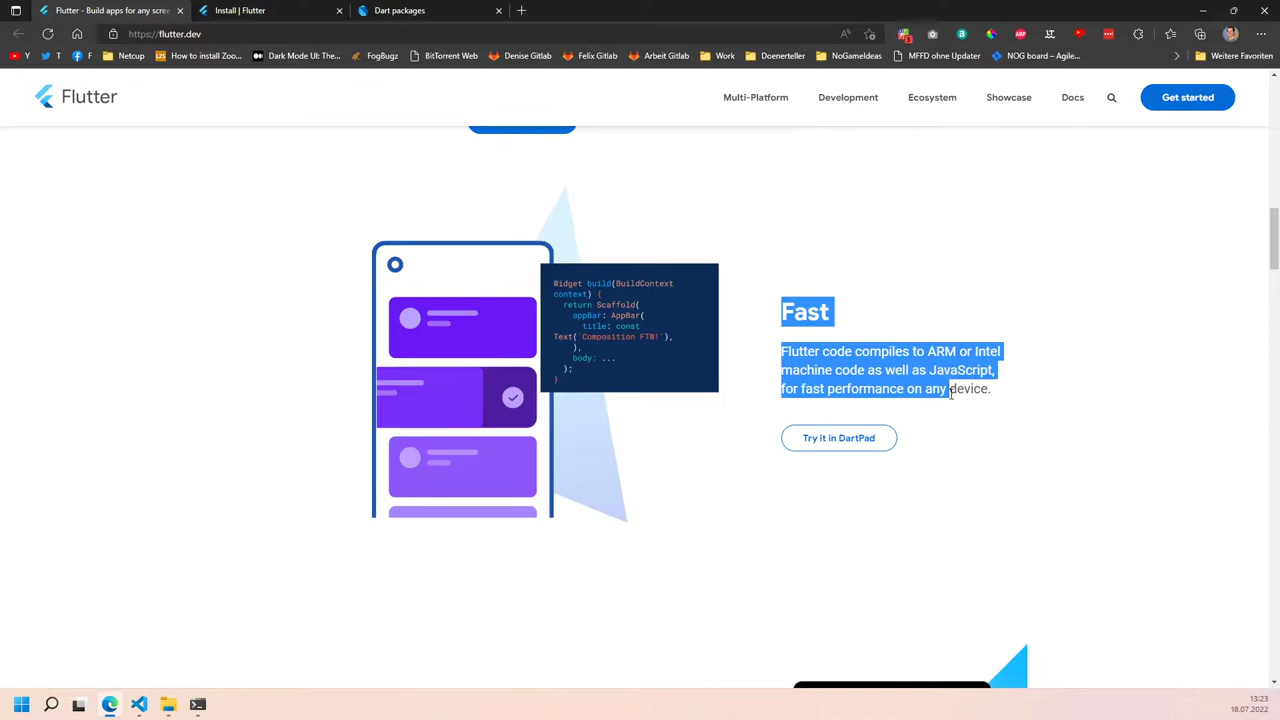 Flutter - Build apps for any scree
Install | Flutter
Dart packages
https://flutter.dev
Y
T
F
Netcup
How to install Zoo...
Dark Mode UI: The...
FogBugz
BitTorrent Web
Denise Gitlab
Felix Gitlab
Arbeit Gitlab
Work
Doenerteller
NoGameIdeas
MFFD ohne Updater
NOG board – Agile...
Weitere Favoriten
Flutter
Multi-Platform
Development
Ecosystem
Showcase
Docs
Get started
Widget build(BuildContext
context) {
return Scaffold(
appBar: AppBar(
title: const
Text('Composition FTW!'),
),
body: ...
);
}
Fast
Flutter code compiles to ARM or Intel
machine code as well as JavaScript,
for fast performance on any device.
Try it in DartPad
13:23
18.07.2022